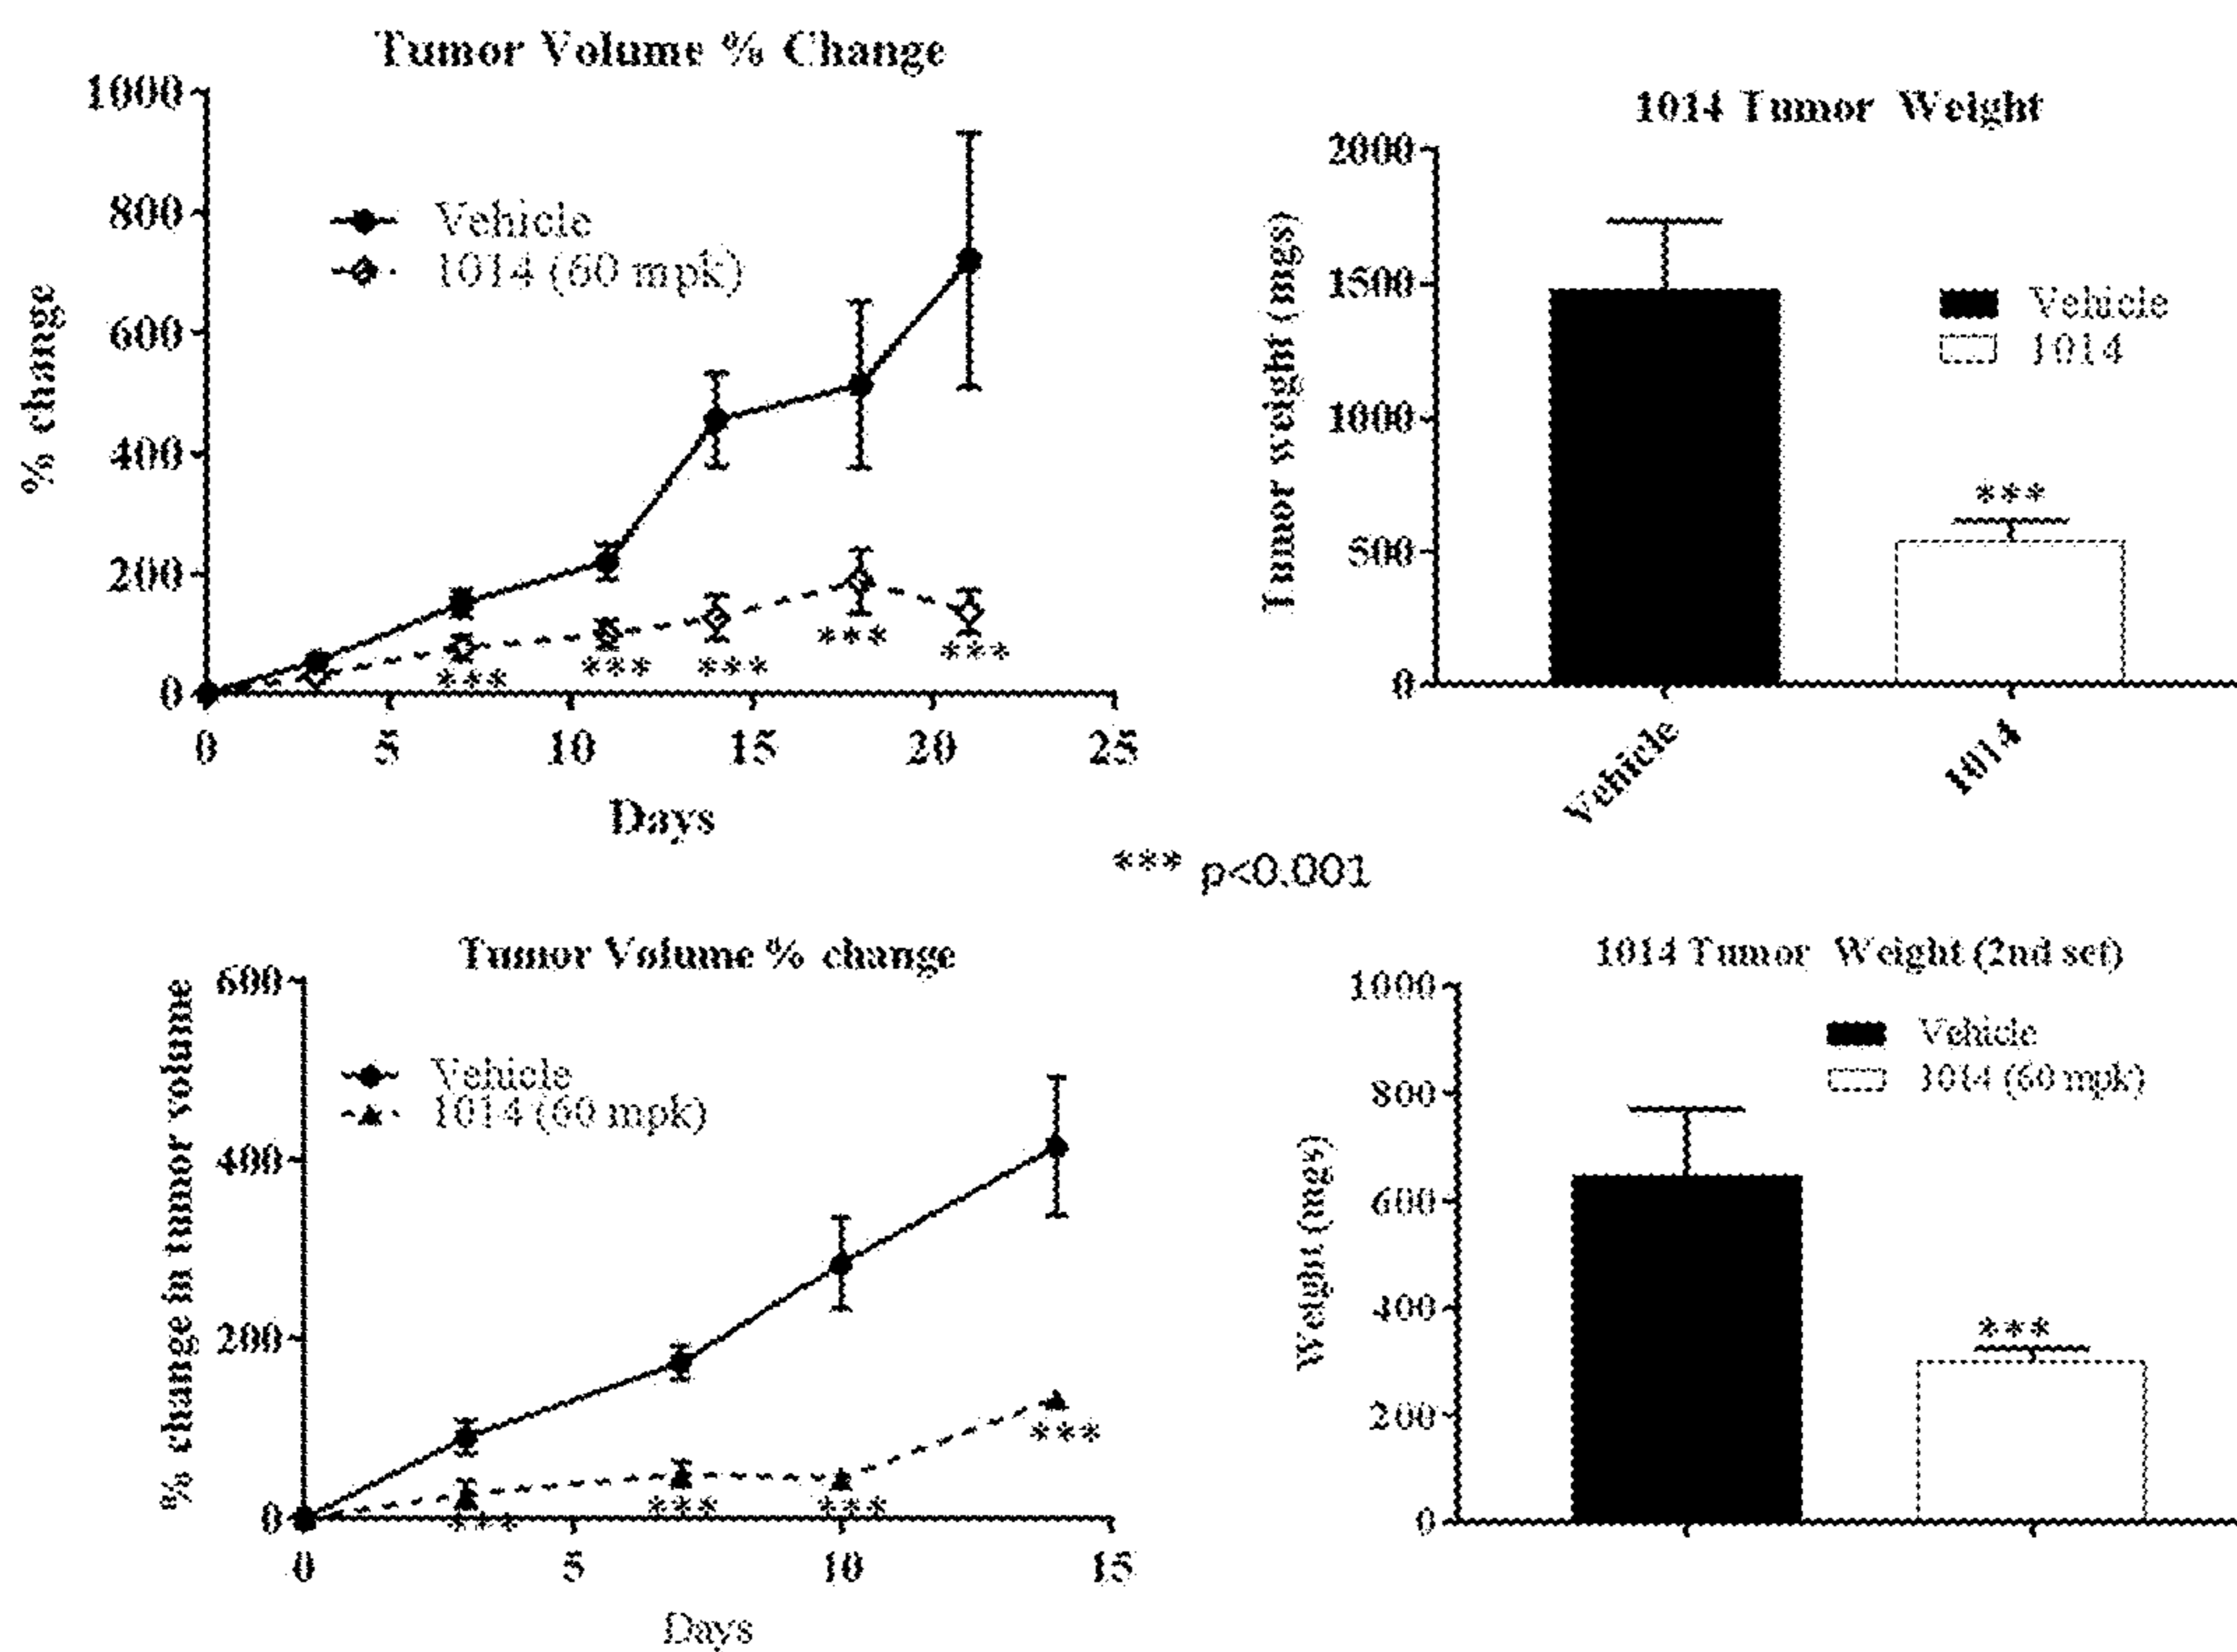 Tumor Volume % Change
1000
800
600
400
200
0
% change
Vehicle
1014 (60 mpk)
***
***
***
***
***
0 5 10 15 20 25
Days
1014 Tumor Weight
2000
1500
1000
500
0
Tumor weight (mgs)
Vehicle
1014
***
Vehicle
1014
*** p<0.001
Tumor Volume % change
600
400
200
0
% change in tumor volume
Vehicle
1014 (60 mpk)
***
***
***
***
0 5 10 15
Days
1014 Tumor Weight (2nd set)
1000
800
600
400
200
0
Weight (mgs)
Vehicle
1014 (60 mpk)
***